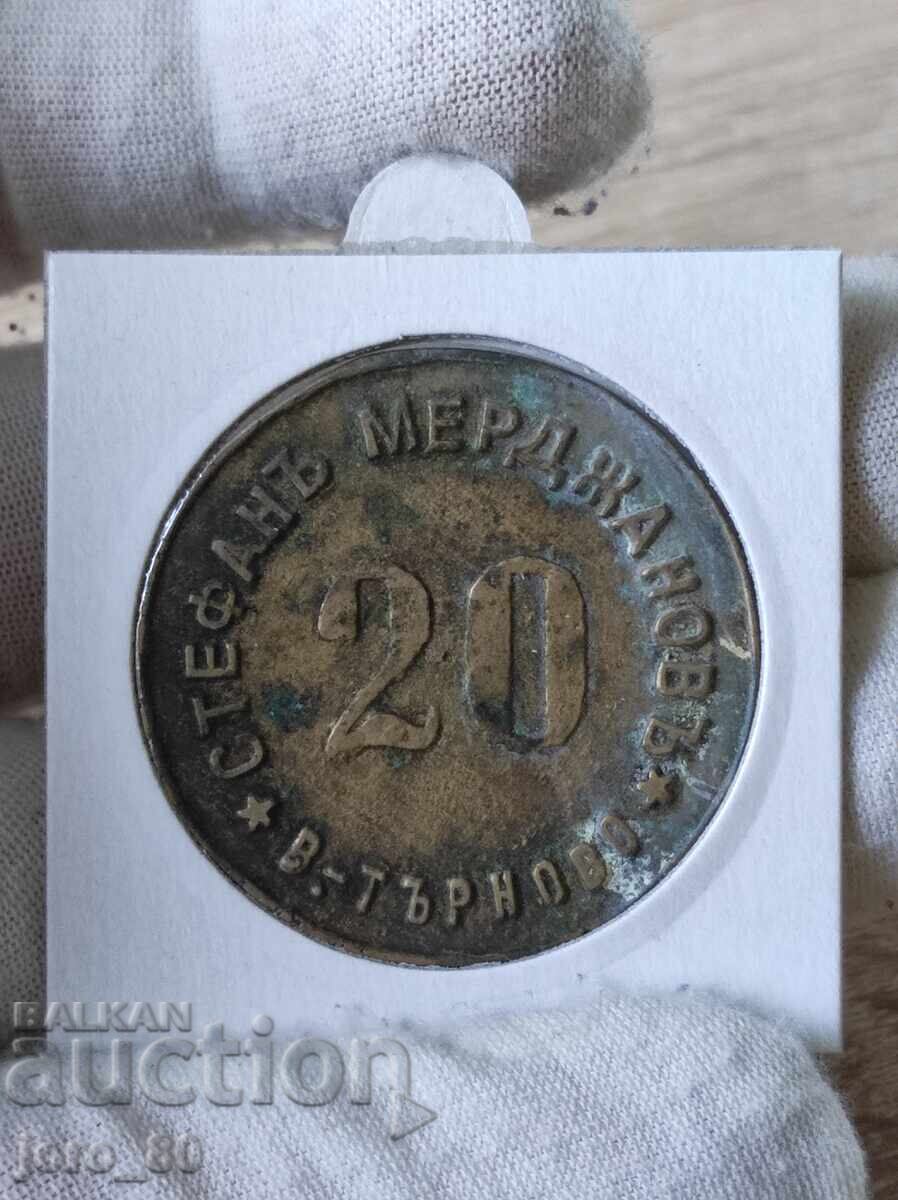 СТЕФАНЪ МЕРДЖАНОВЪ
20
★ В.-ТЪРНОВО ★
BALKAN
auction
joro_80